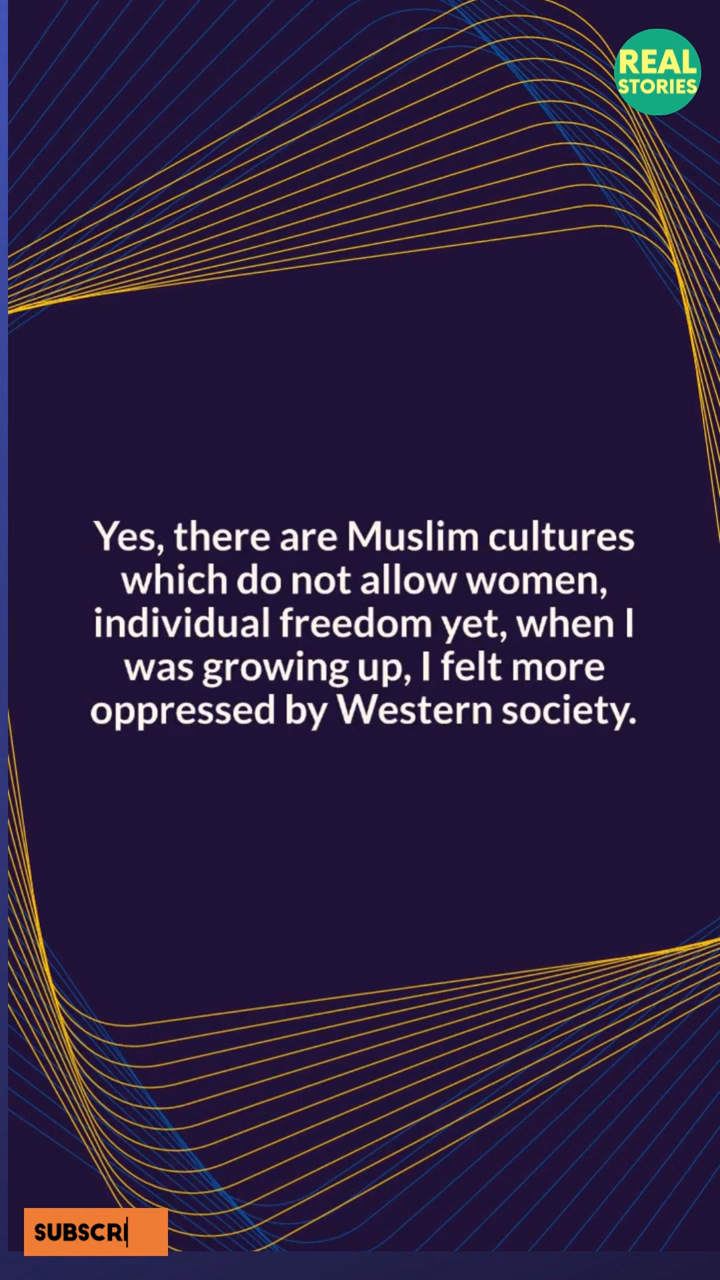 REAL
STORIES
Yes, there are Muslim cultures
which do not allow women,
individual freedom yet, when I
was growing up, I felt more
oppressed by Western society.
SUBSCRI